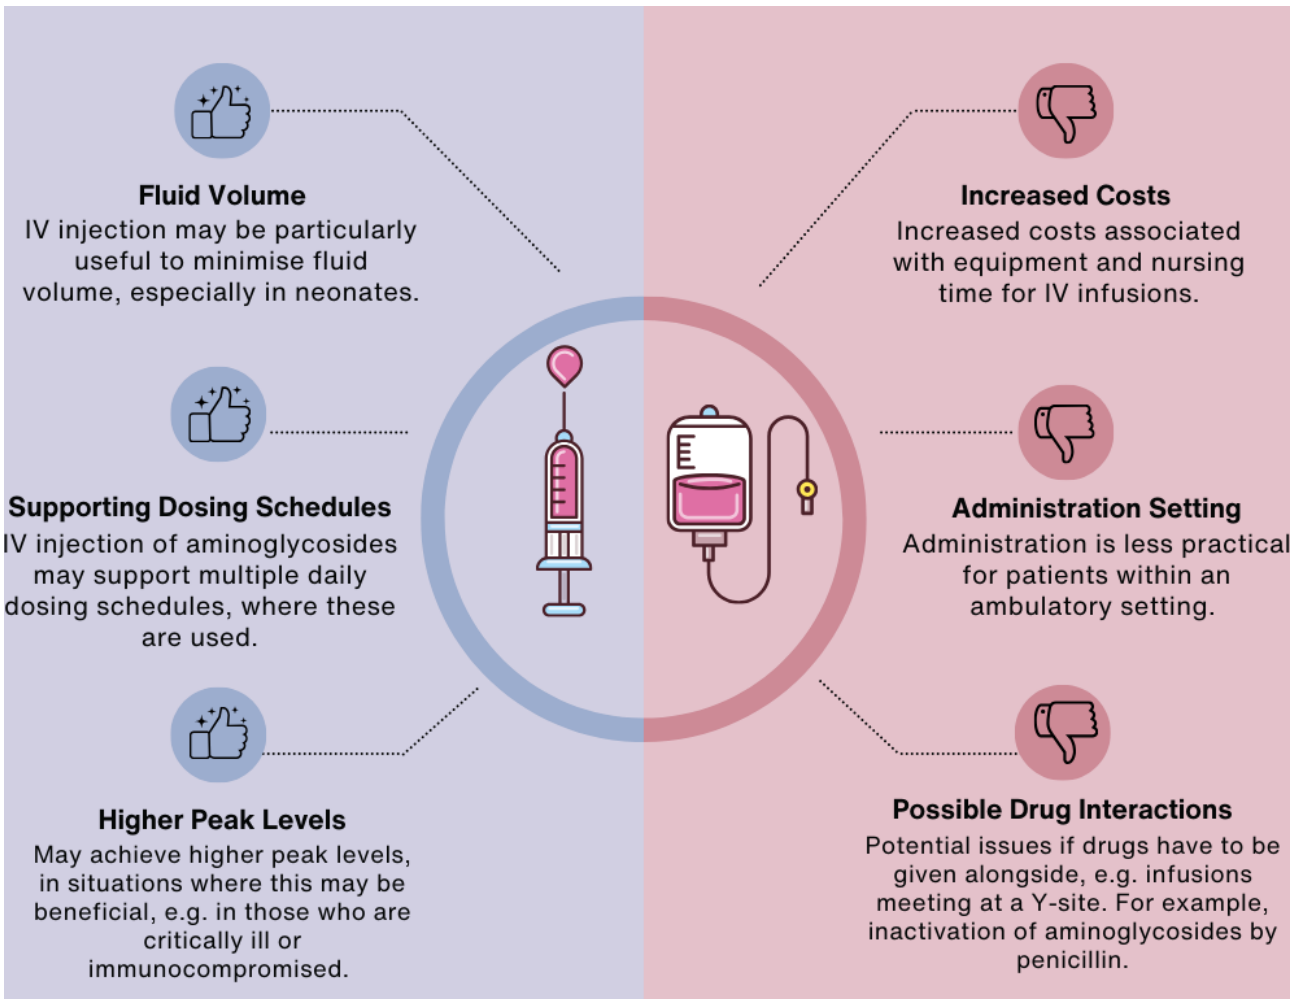 Fluid Volume
IV injection may be particularly
useful to minimise fluid
volume, especially in neonates.
Supporting Dosing Schedules
IV injection of aminoglycosides
may support multiple daily
dosing schedules, where these
are used.
Higher Peak Levels
May achieve higher peak levels,
in situations where this may be
beneficial, e.g. in those who are
critically ill or
immunocompromised.
Increased Costs
Increased costs associated
with equipment and nursing
time for IV infusions.
Administration Setting
Administration is less practical
for patients within an
ambulatory setting.
Possible Drug Interactions
Potential issues if drugs have to be
given alongside, e.g. infusions
meeting at a Y-site. For example,
inactivation of aminoglycosides by
penicillin.